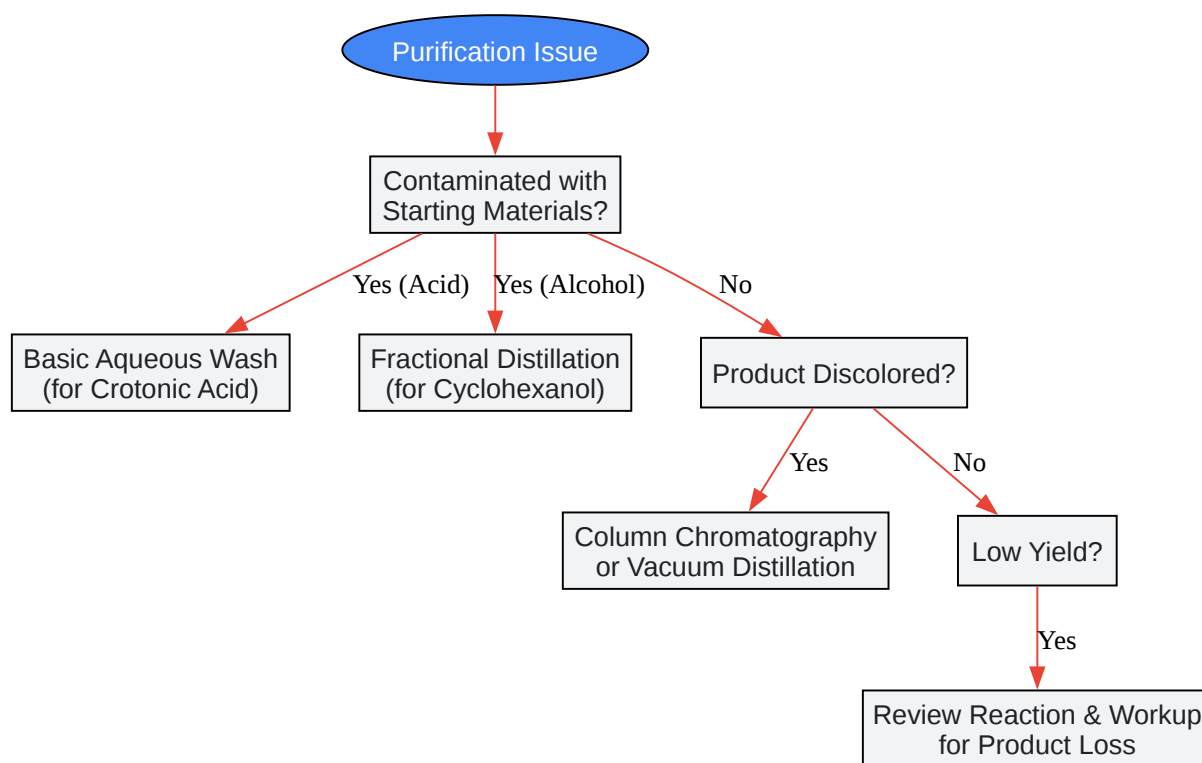 Purification Issue
Contaminated with
Starting Materials?
Yes (Acid)
Yes (Alcohol)
No
Basic Aqueous Wash
(for Crotonic Acid)
Fractional Distillation
(for Cyclohexanol)
Product Discolored?
Yes
No
Column Chromatography
or Vacuum Distillation
Low Yield?
Yes
Review Reaction & Workup
for Product Loss